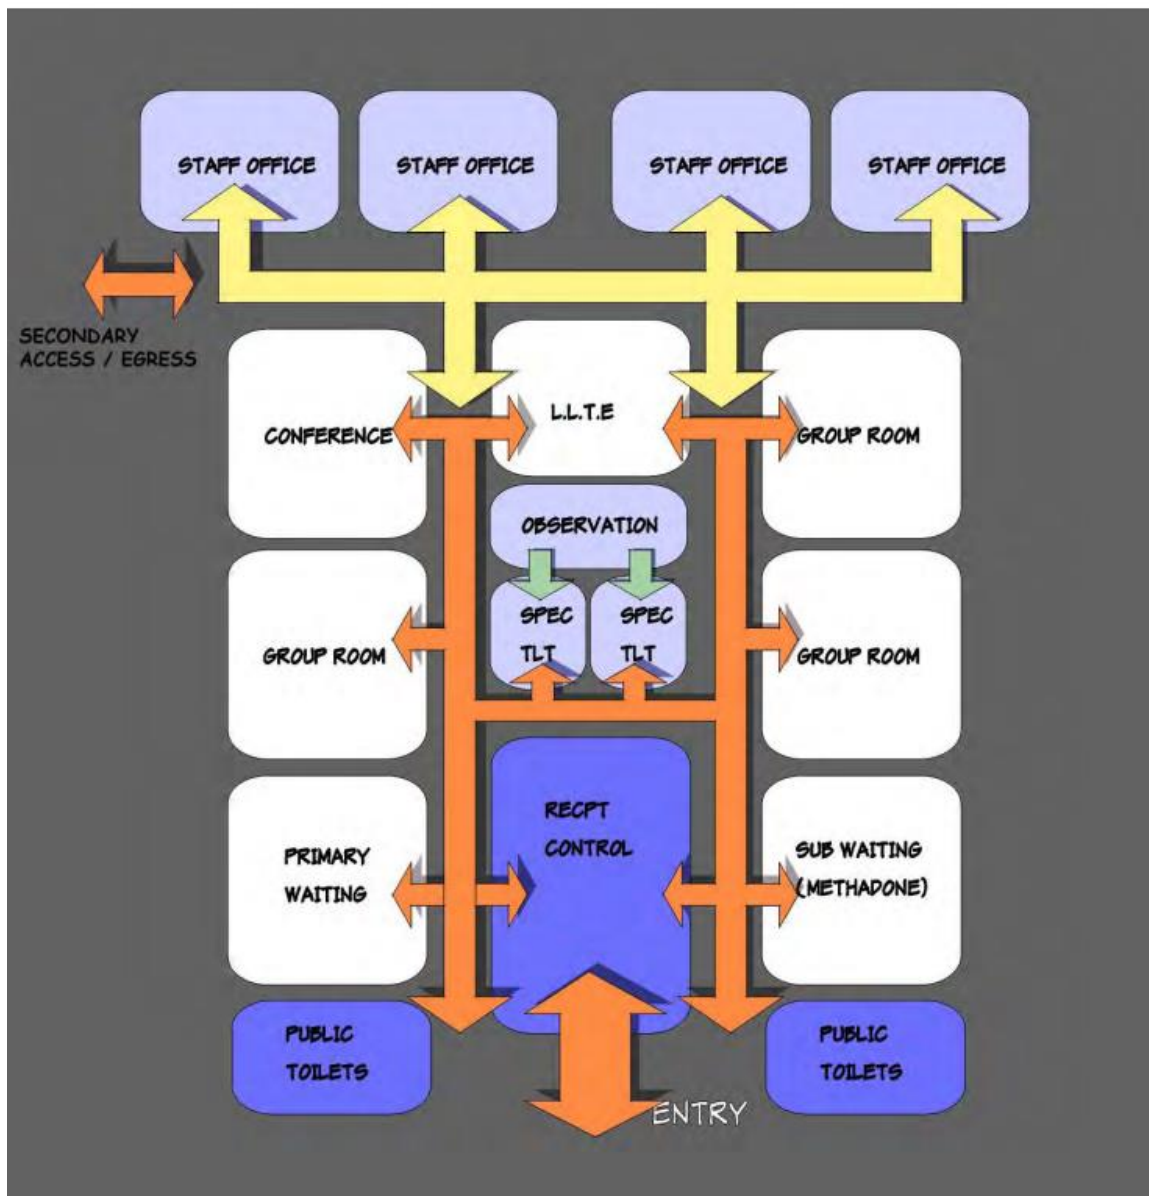 STAFF OFFICE
STAFF OFFICE
STAFF OFFICE
STAFF OFFICE
SECONDARY
ACCESS / EGRESS
CONFERENCE
L.L.T.E
GROUP ROOM
OBSERVATION
SPEC
TLT
SPEC
TLT
GROUP ROOM
GROUP ROOM
RECPT
CONTROL
PRIMARY
WAITING
SUB WAITING
(METHADONE)
PUBLIC
TOILETS
PUBLIC
TOILETS
ENTRY